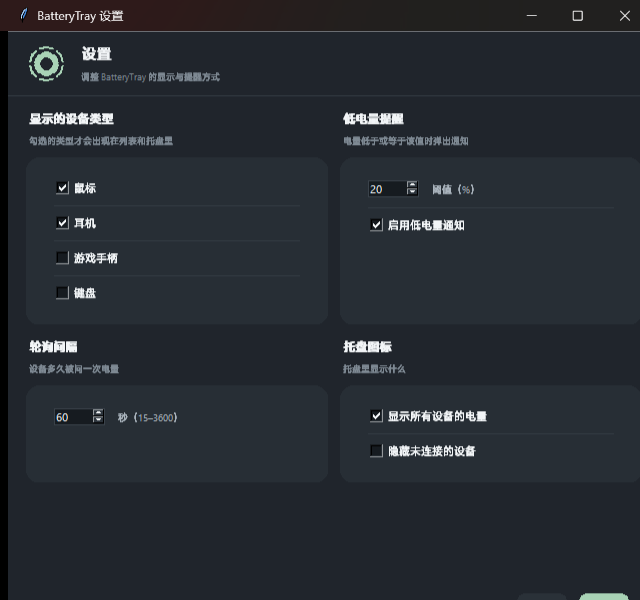 BatteryTray 设置
设置
调整 BatteryTray 的显示与提醒方式
显示的设备类型
勾选的类型才会出现在列表和托盘里
鼠标
耳机
游戏手柄
键盘
低电量提醒
电量低于或等于该值时弹出通知
20 阈值（%）
启用低电量通知
轮询间隔
设备多久被问一次电量
60 秒（15–3600）
托盘图标
托盘里显示什么
显示所有设备的电量
隐藏未连接的设备